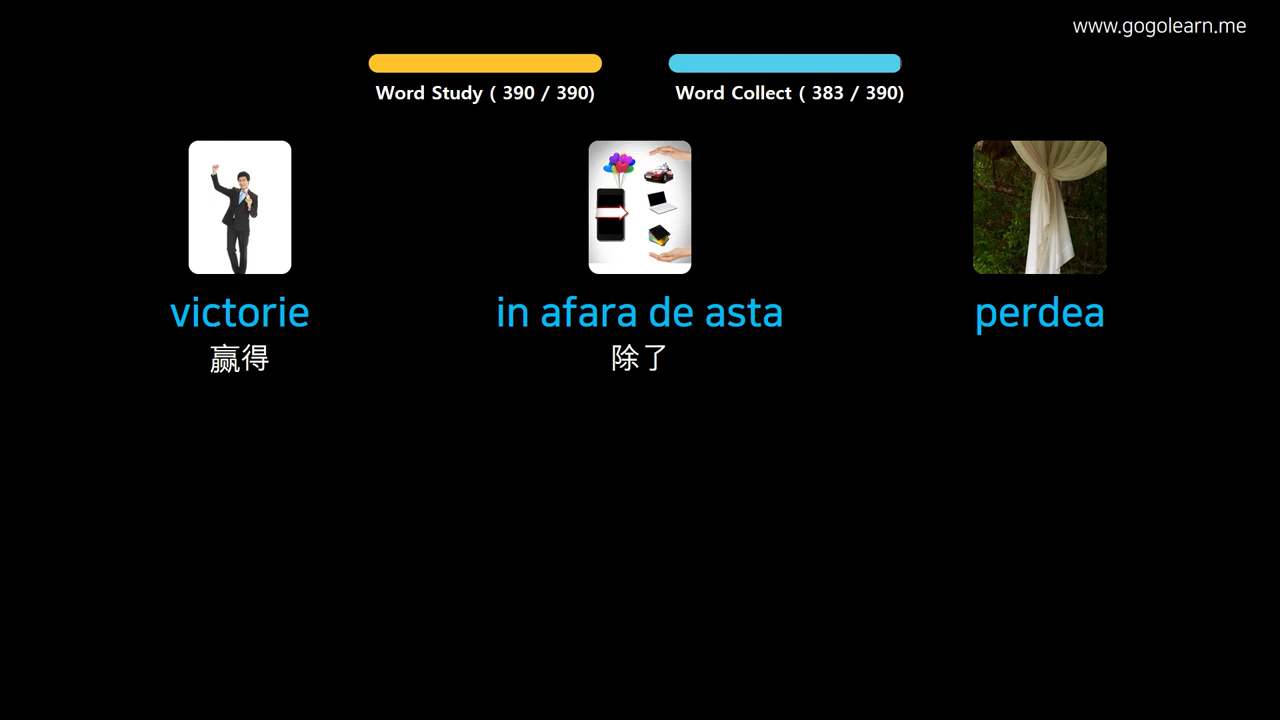 www.gogolearn.me
Word Study ( 390 / 390)
Word Collect ( 383 / 390)
victorie
赢得
in afara de asta
除了
perdea